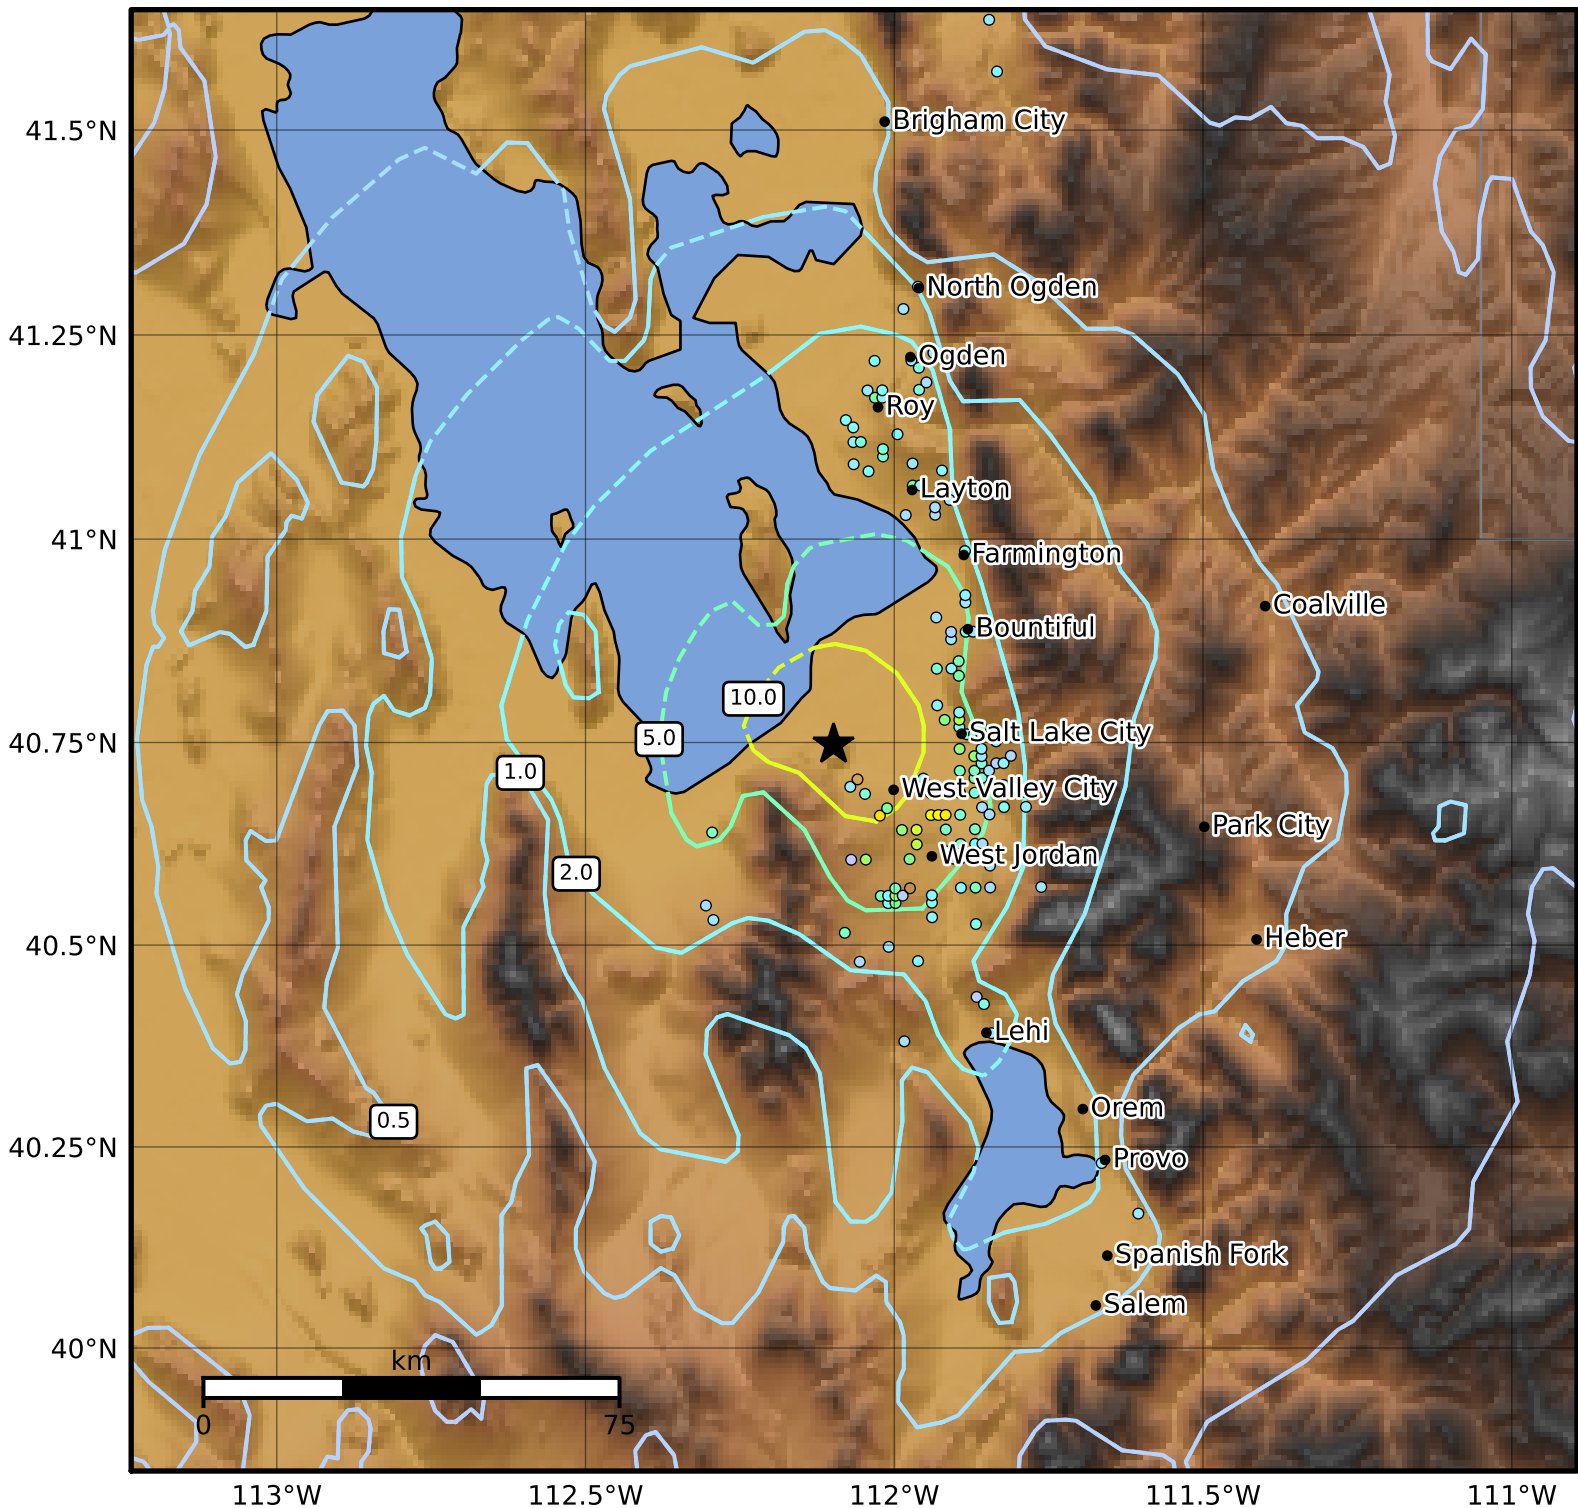 41.5°N
Brigham City
North Ogden
41.25°N
Ogden
Roy
Layton
41°N
Farmington
Coalville
Bountiful
10.0
5.0
40.75°N
Salt Lake City
1.0
West Valley City
Park City
West Jordan
2.0
40.5°N
Heber
Lehi
0.5
Orem
40.25°N
Provo
Spanish Fork
Salem
40°N
km
0
75
113°W
112.5°W
112°W
111.5°W
111°W